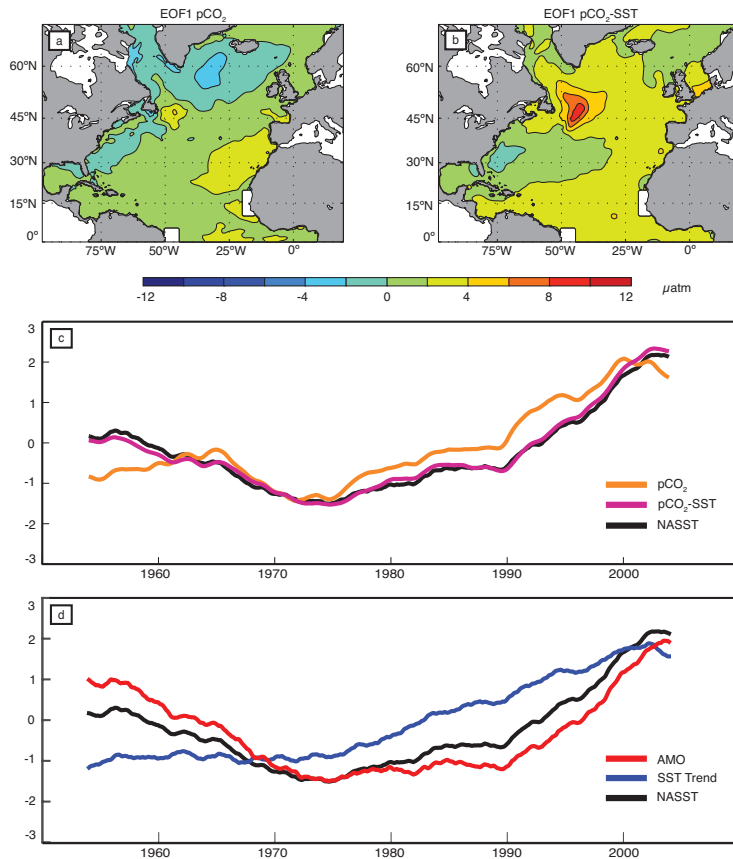 EOF1 pCO₂
EOF1 pCO₂-SST
a
b
60°N
45°N
30°N
15°N
0°
75°W
50°W
25°W
0°
60°N
45°N
30°N
15°N
0°
75°W
50°W
25°W
0°
-12
-8
-4
0
4
8
12
µatm
c
3
2
1
0
-1
-2
-3
pCO₂
pCO₂-SST
NASST
1960
1970
1980
1990
2000
d
3
2
1
0
-1
-2
-3
AMO
SST Trend
NASST
1960
1970
1980
1990
2000